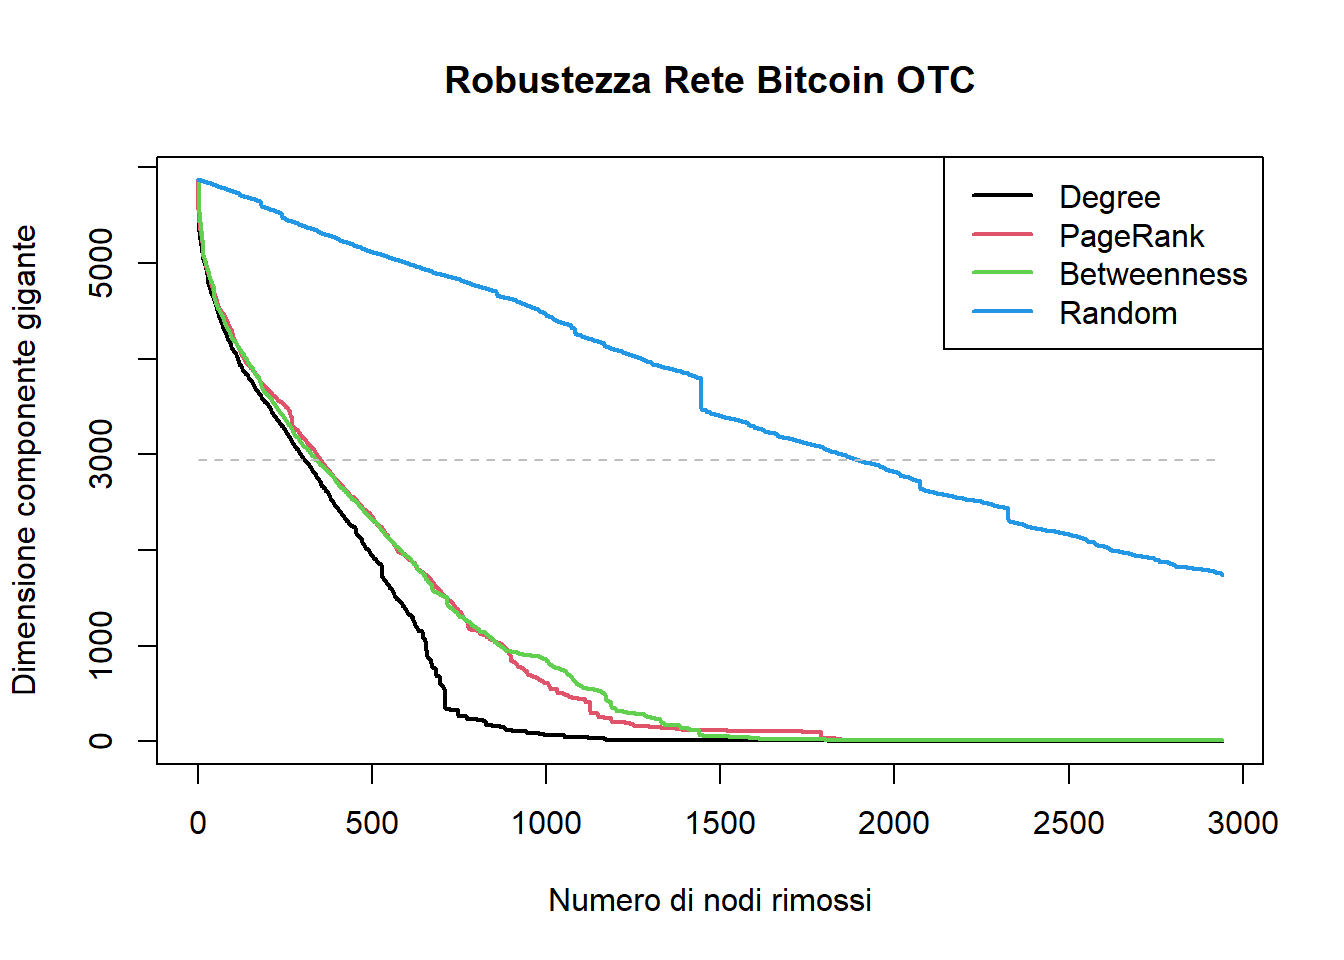 Robustezza Rete Bitcoin OTC
Degree
PageRank
Betweenness
Random
Dimensione componente gigante
5000
3000
1000
0
0 500 1000 1500 2000 2500 3000
Numero di nodi rimossi